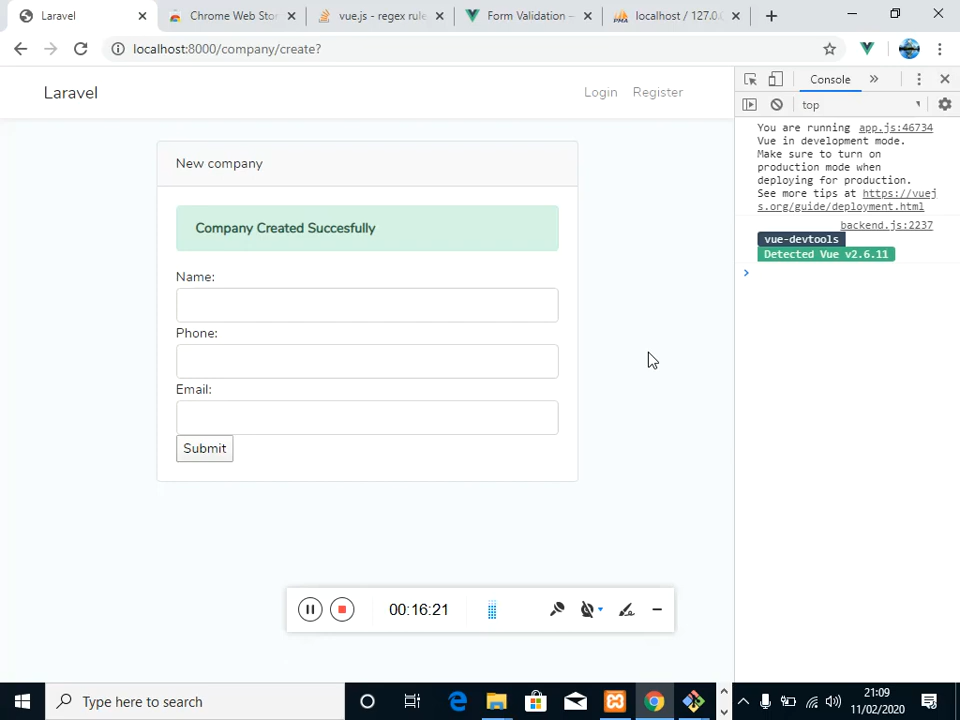 Laravel
Chrome Web Stor
vue.js - regex rule
Form Validation —
localhost / 127.0.0
localhost:8000/company/create?
Laravel
Login
Register
New company
Company Created Succesfully
Name:
Phone:
Email:
Submit
Console
top
You are running app.js:46734
Vue in development mode.
Make sure to turn on
production mode when
deploying for production.
See more tips at https://vuej
s.org/guide/deployment.html
backend.js:2237
vue-devtools
Detected Vue v2.6.11
00:16:21
Type here to search
21:09
11/02/2020